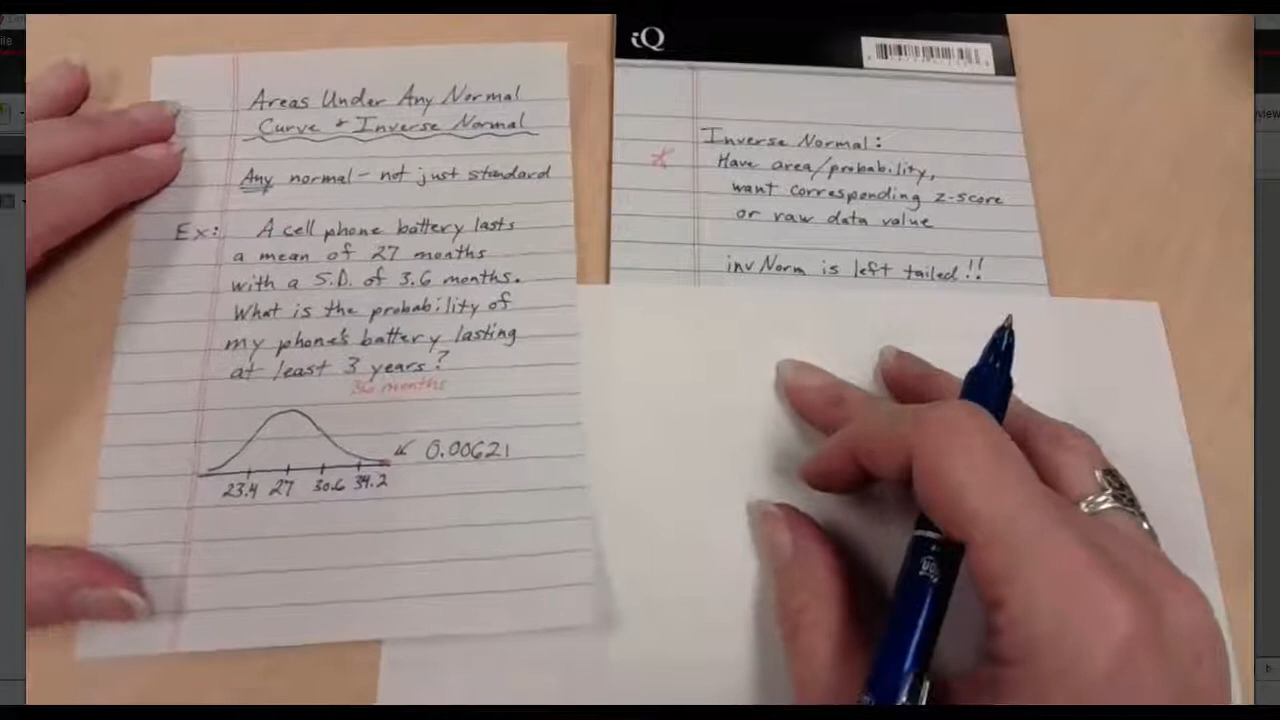 Areas Under Any Normal
Curve + Inverse Normal
Any normal - not just standard
Ex: A cell phone battery lasts
a mean of 27 months
with a S.D. of 3.6 months.
What is the probability of
my phone's battery lasting
at least 3 years?
36 months
0.00621
23.4 27 30.6 34.2
iQ
Inverse Normal:
Have area/probability,
want corresponding z-score
or raw data value
invNorm is left tailed!!